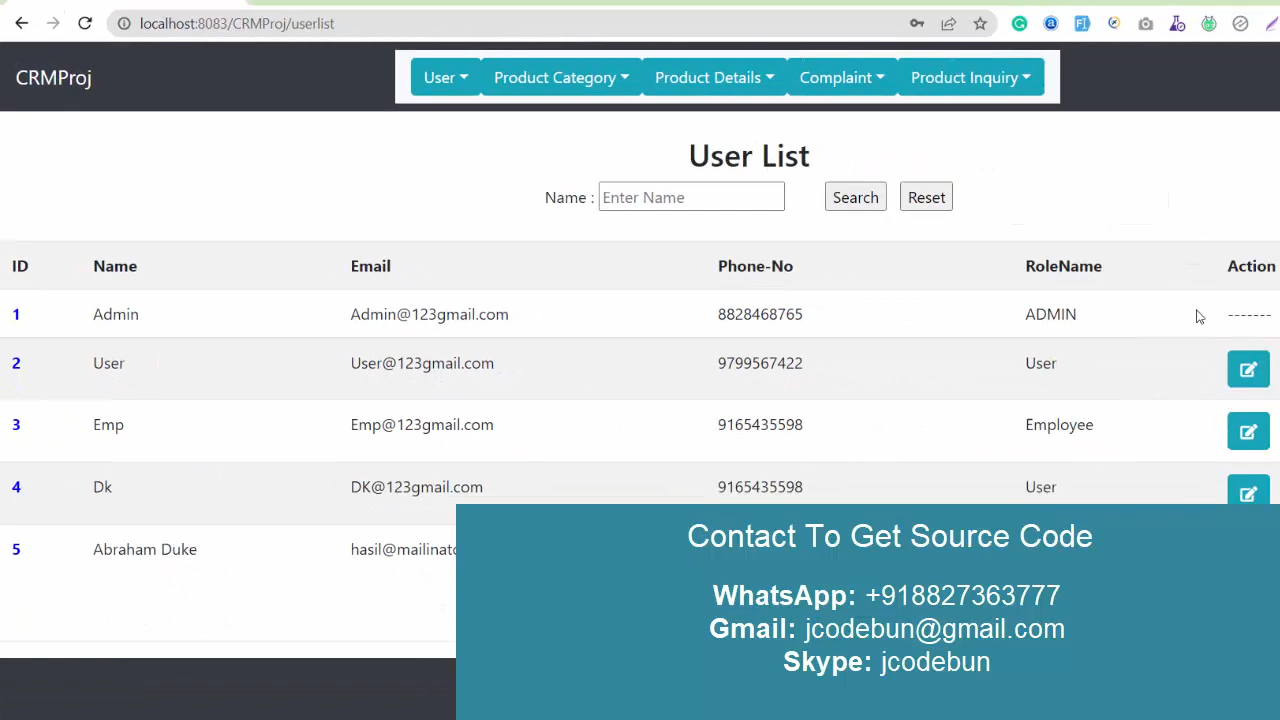 localhost:8083/CRMProj/userlist
CRMProj
User Product Category Product Details Complaint Product Inquiry
User List
Name : Enter Name Search Reset
ID Name Email Phone-No RoleName Action
1 Admin Admin@123gmail.com 8828468765 ADMIN -------
2 User User@123gmail.com 9799567422 User
3 Emp Emp@123gmail.com 9165435598 Employee
4 Dk DK@123gmail.com 9165435598 User
5 Abraham Duke
Contact To Get Source Code
WhatsApp: +918827363777
Gmail: jcodebun@gmail.com
Skype: jcodebun